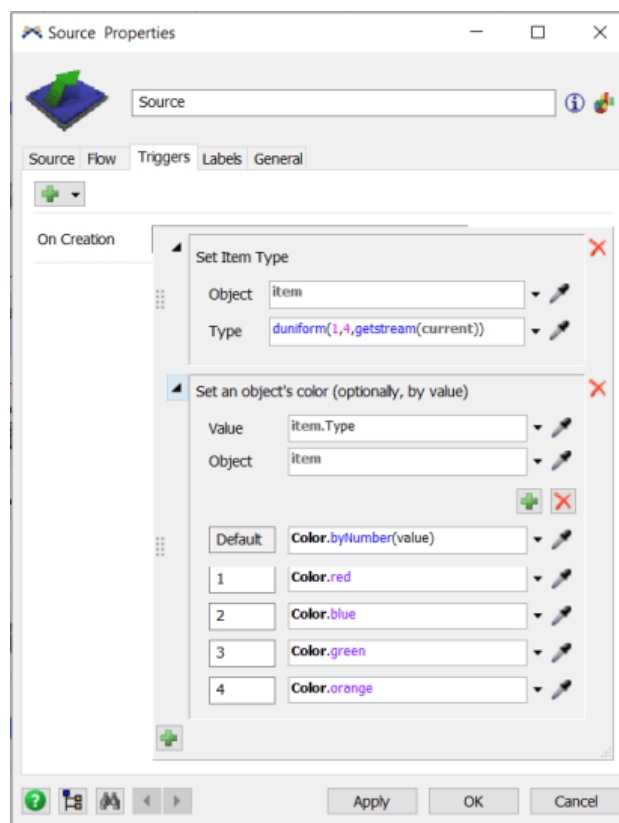 Source Properties
Source
Source Flow Triggers Labels General
On Creation
Set Item Type
Object item
Type duniform(1,4,getstream(current))
Set an object's color (optionally, by value)
Value item.Type
Object item
Default Color.byNumber(value)
1 Color.red
2 Color.blue
3 Color.green
4 Color.orange
Apply OK Cancel